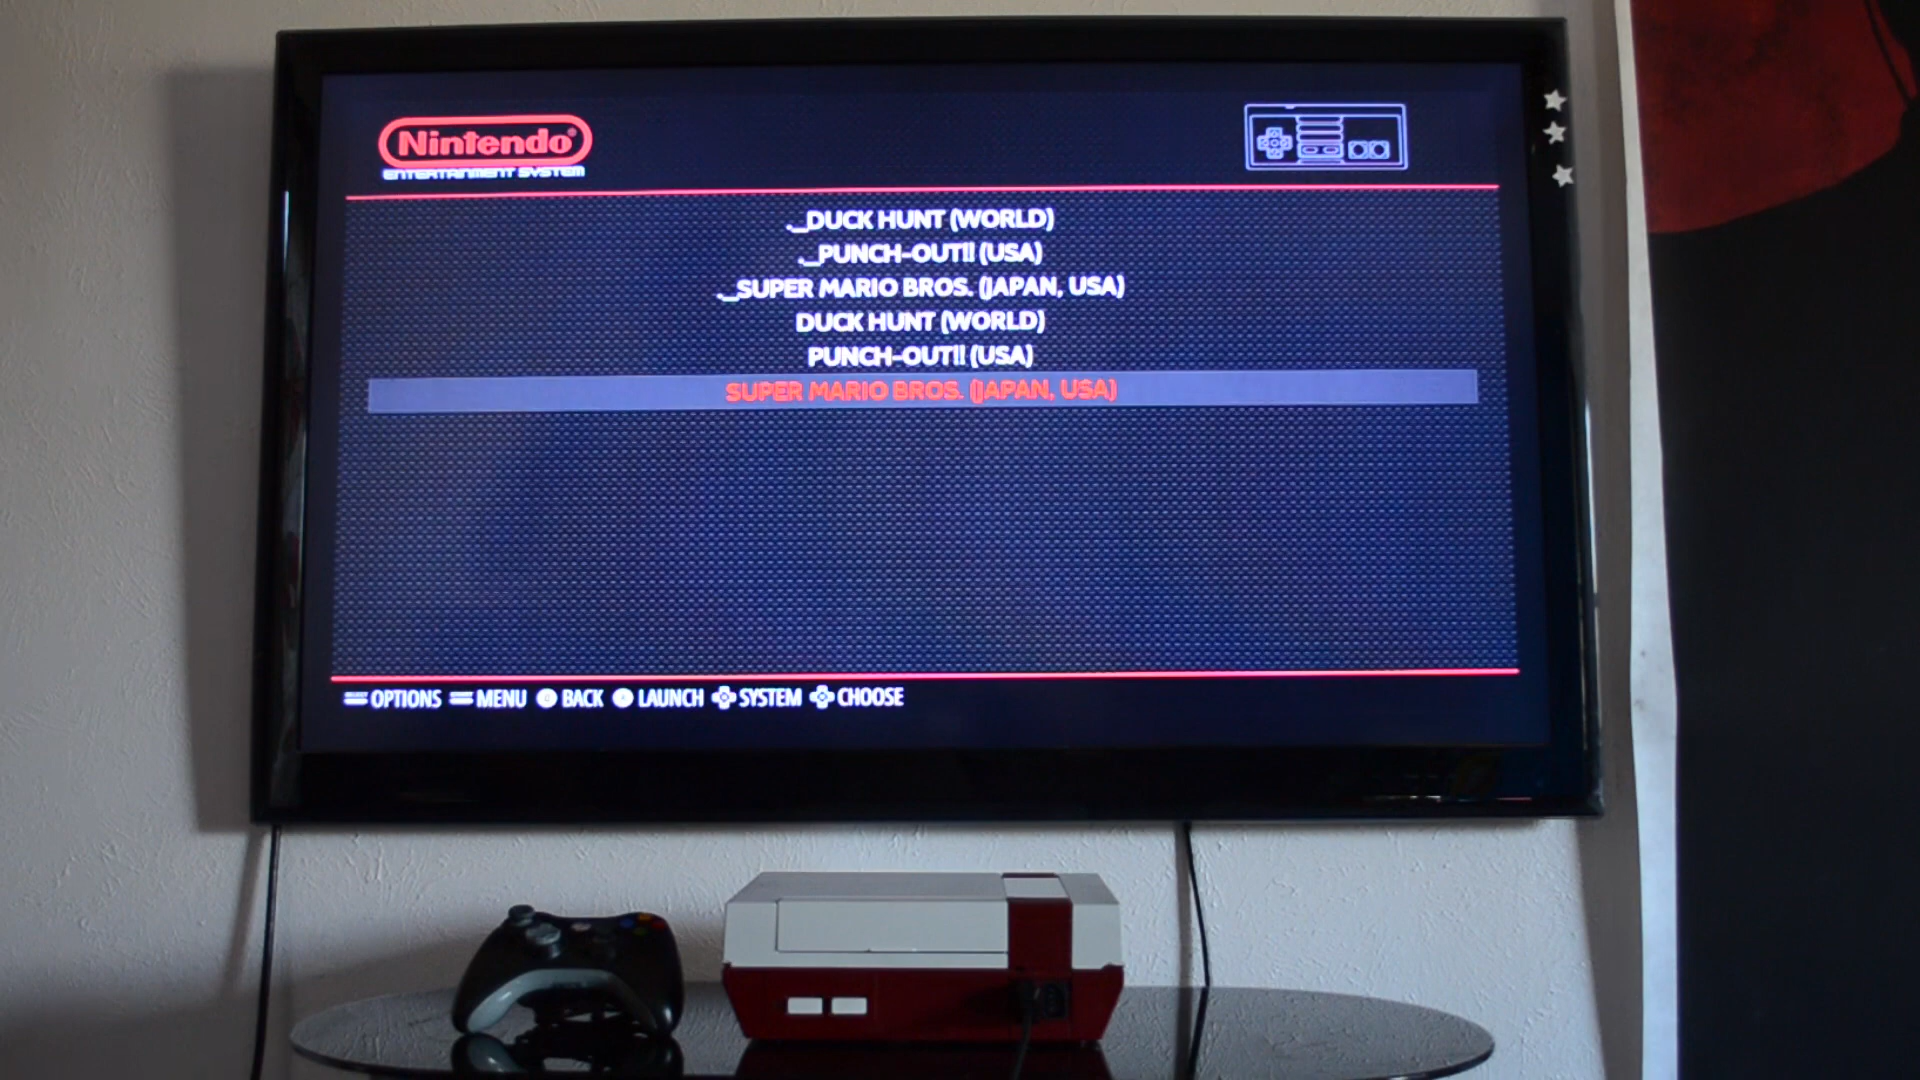 Nintendo®
ENTERTAINMENT SYSTEM
._DUCK HUNT (WORLD)
._PUNCH-OUT!! (USA)
._SUPER MARIO BROS. (JAPAN, USA)
DUCK HUNT (WORLD)
PUNCH-OUT!! (USA)
SUPER MARIO BROS. (JAPAN, USA)
OPTIONS MENU BACK LAUNCH SYSTEM CHOOSE